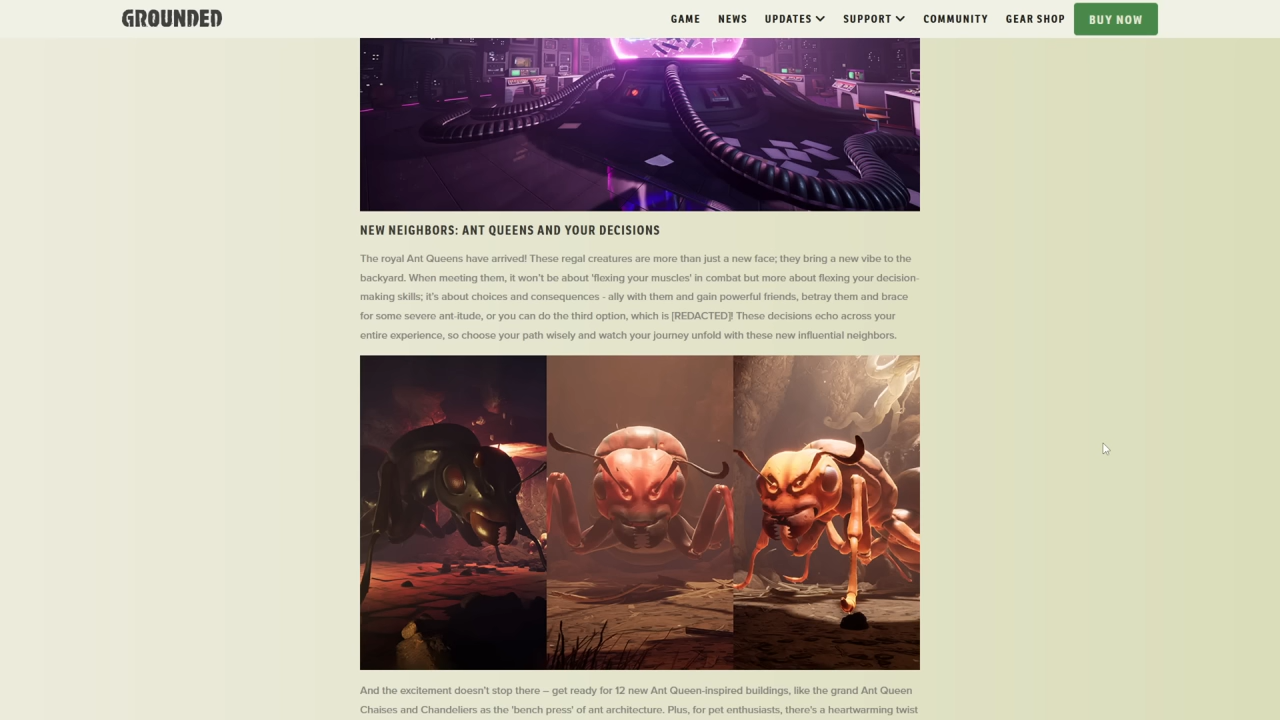 GROUNDED
GAME NEWS UPDATES SUPPORT COMMUNITY GEAR SHOP BUY NOW
NEW NEIGHBORS: ANT QUEENS AND YOUR DECISIONS
The royal Ant Queens have arrived! These regal creatures are more than just a new face; they bring a new vibe to the
backyard. When meeting them, it won't be about 'flexing your muscles' in combat but more about flexing your decision-
making skills; it's about choices and consequences - ally with them and gain powerful friends, betray them and brace
for some severe ant-itude, or you can do the third option, which is [REDACTED]! These decisions echo across your
entire experience, so choose your path wisely and watch your journey unfold with these new influential neighbors.
And the excitement doesn't stop there – get ready for 12 new Ant Queen-inspired buildings, like the grand Ant Queen
Chaises and Chandeliers as the 'bench press' of ant architecture. Plus, for pet enthusiasts, there's a heartwarming twist